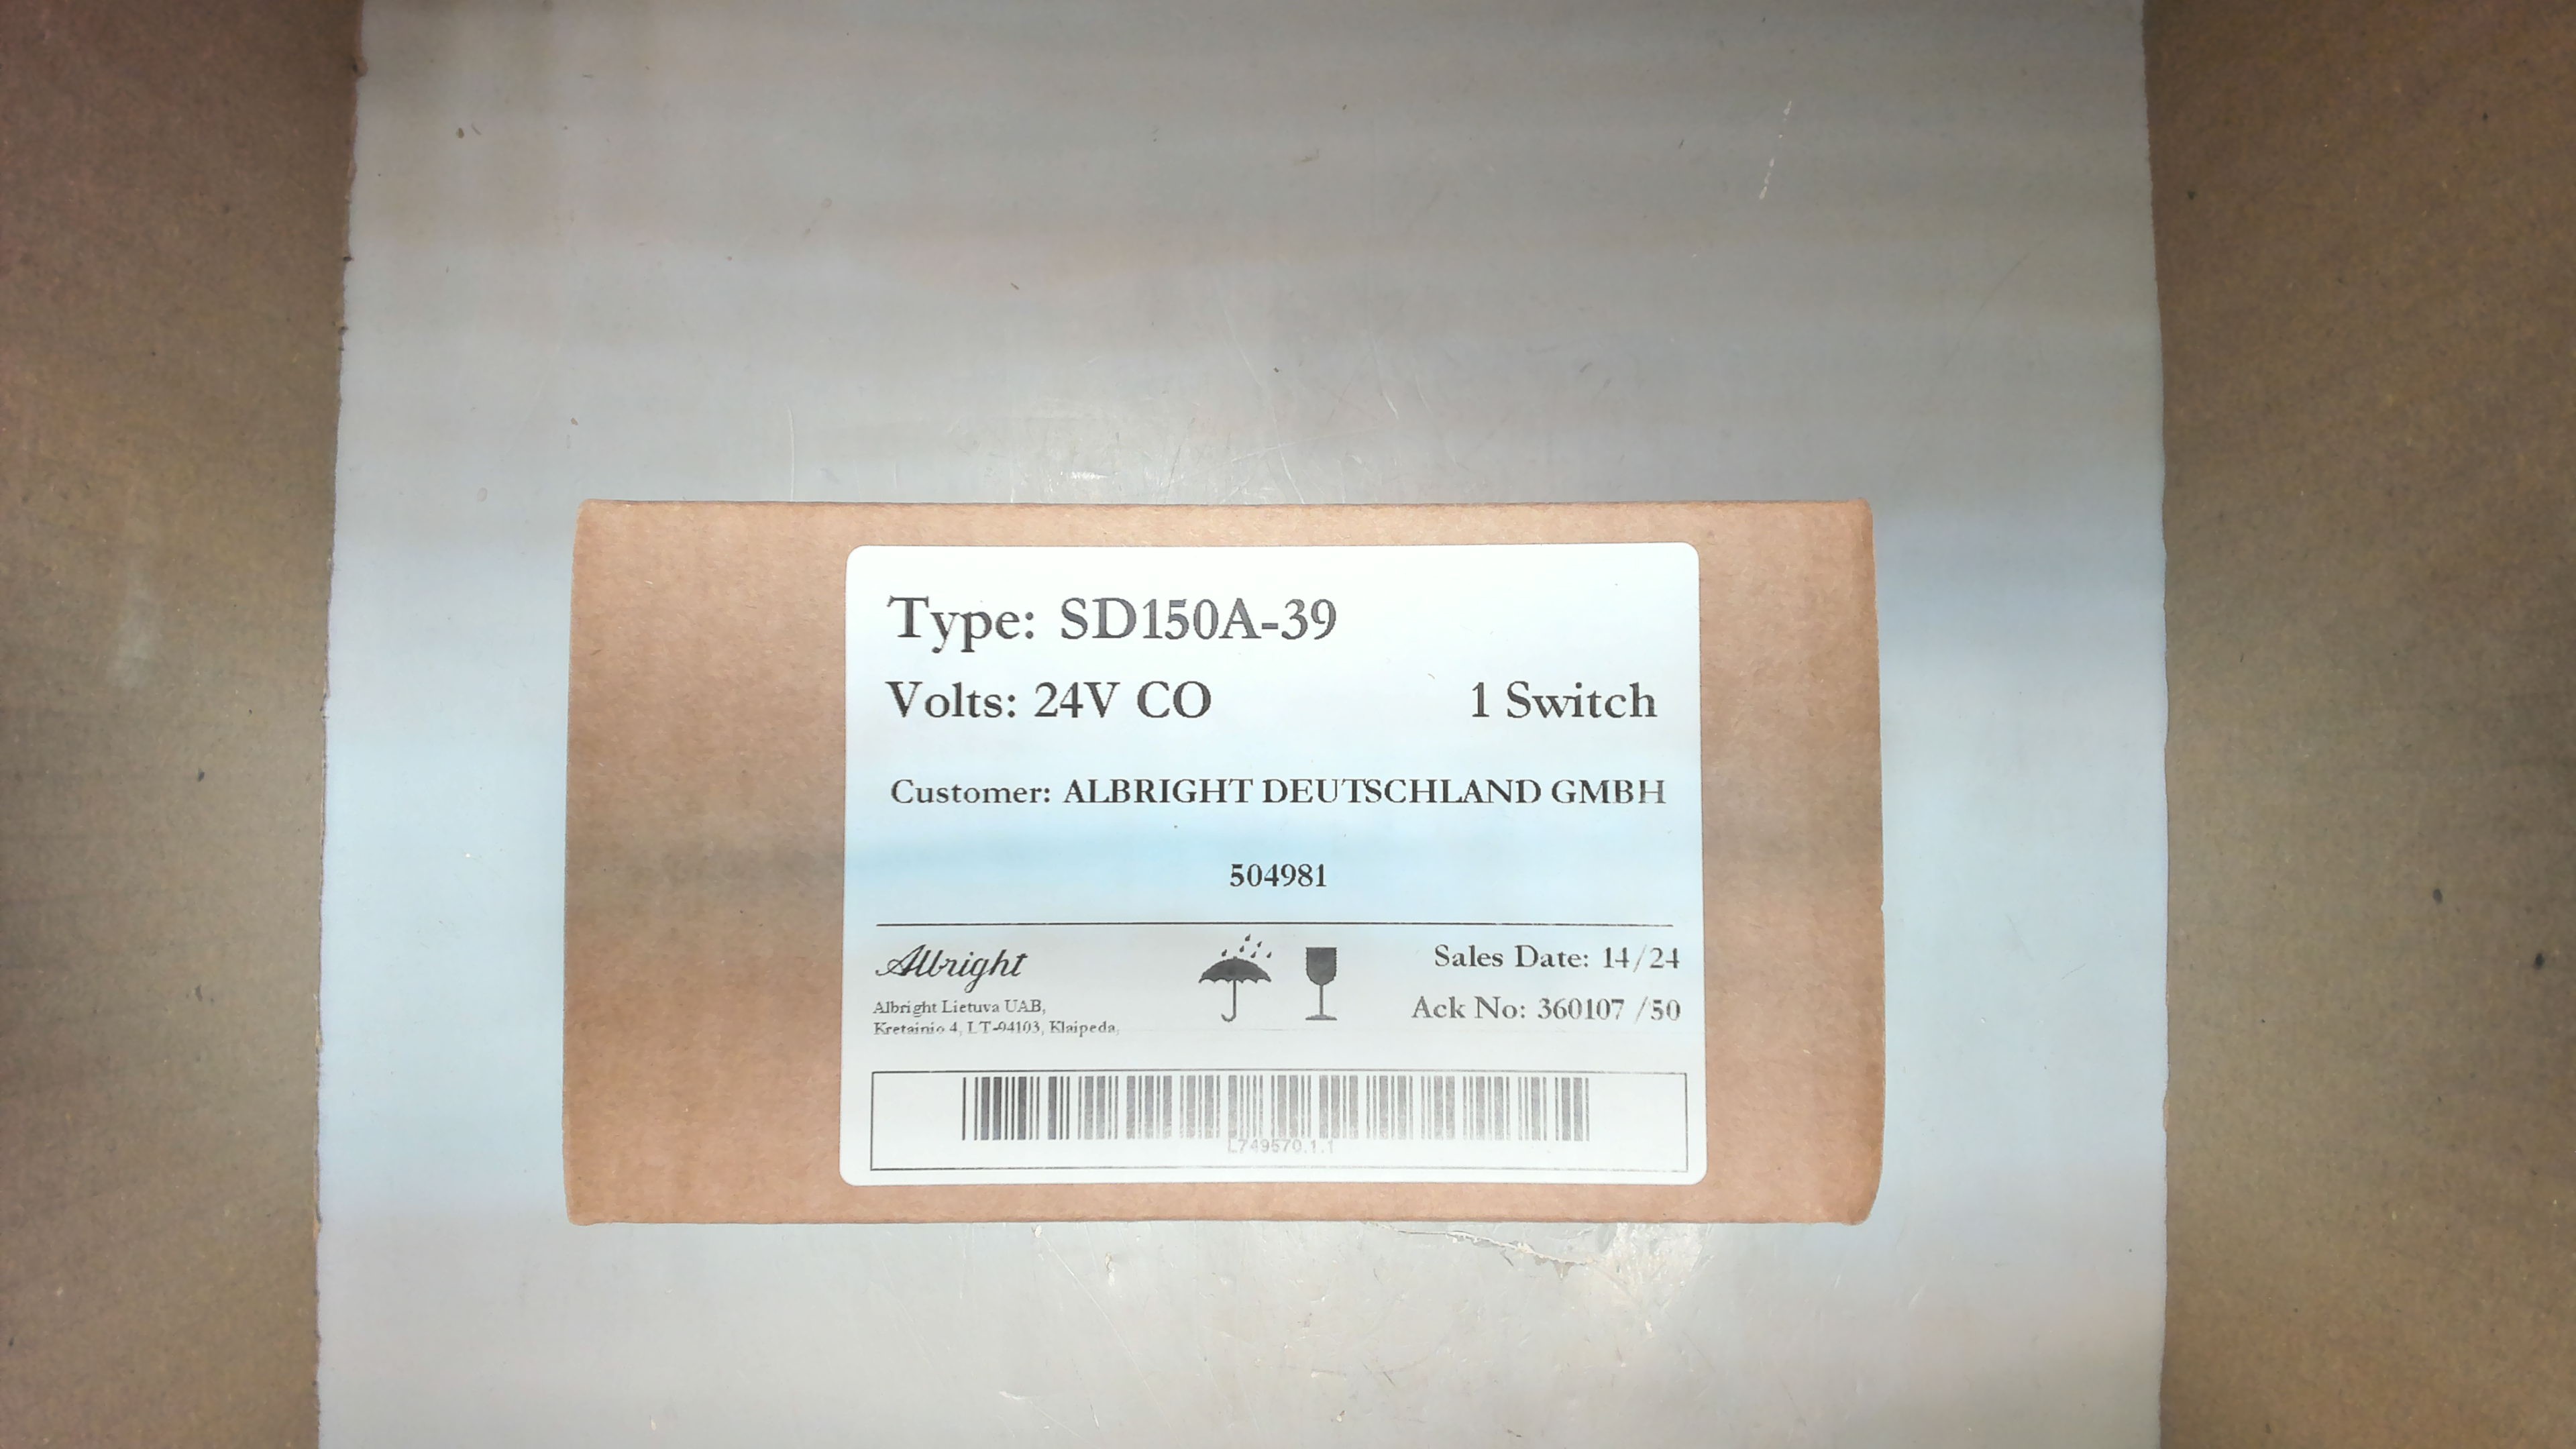 Type: SD150A-39
Volts: 24V CO 1 Switch
Customer: ALBRIGHT DEUTSCHLAND GMBH
504981
Albright
Albright Lietuva UAB,
Kretainio 4, LT-94103, Klaipeda,
Sales Date: 14/24
Ack No: 360107 /50
L749570.1.1